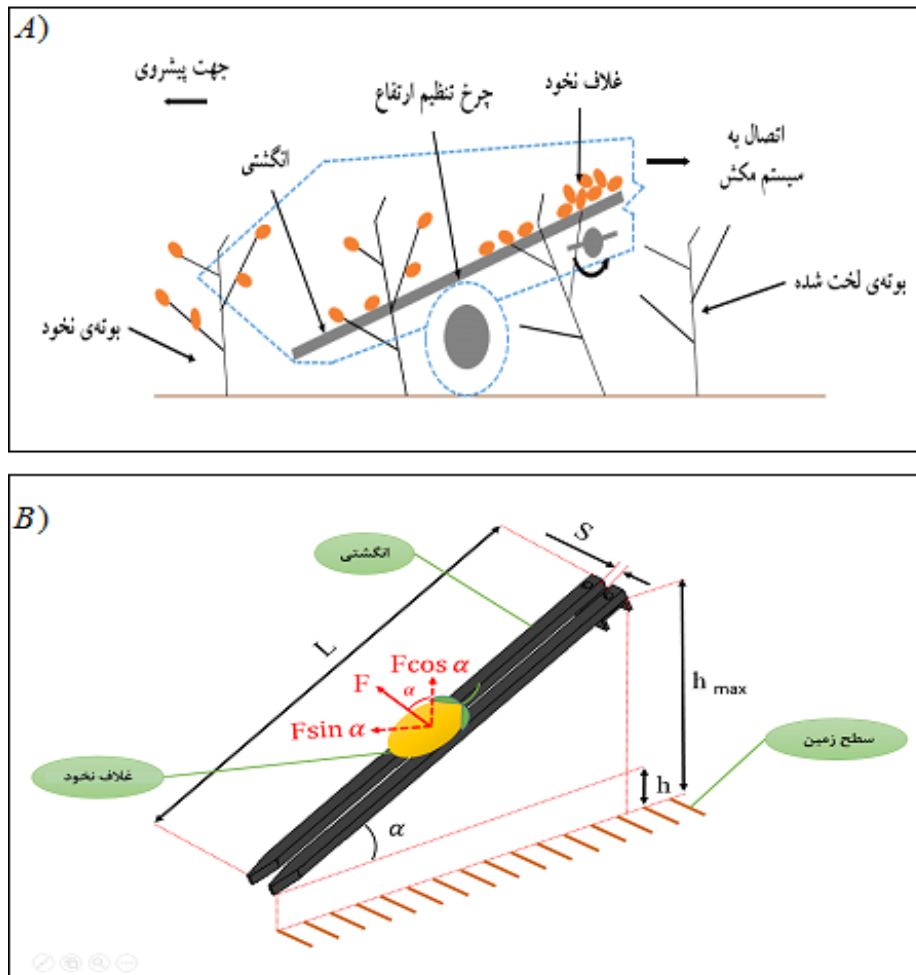 A)
جهت پیشروی
انگشتی
چرخ تنظیم ارتفاع
غلاف نخود
اتصال به
سیستم مکش
بوته‌ی نخود
بوته‌ی لخت شده
B)
انگشتی
S
L
F
α
Fcos α
Fsin α
h max
سطح زمین
غلاف نخود
α
h